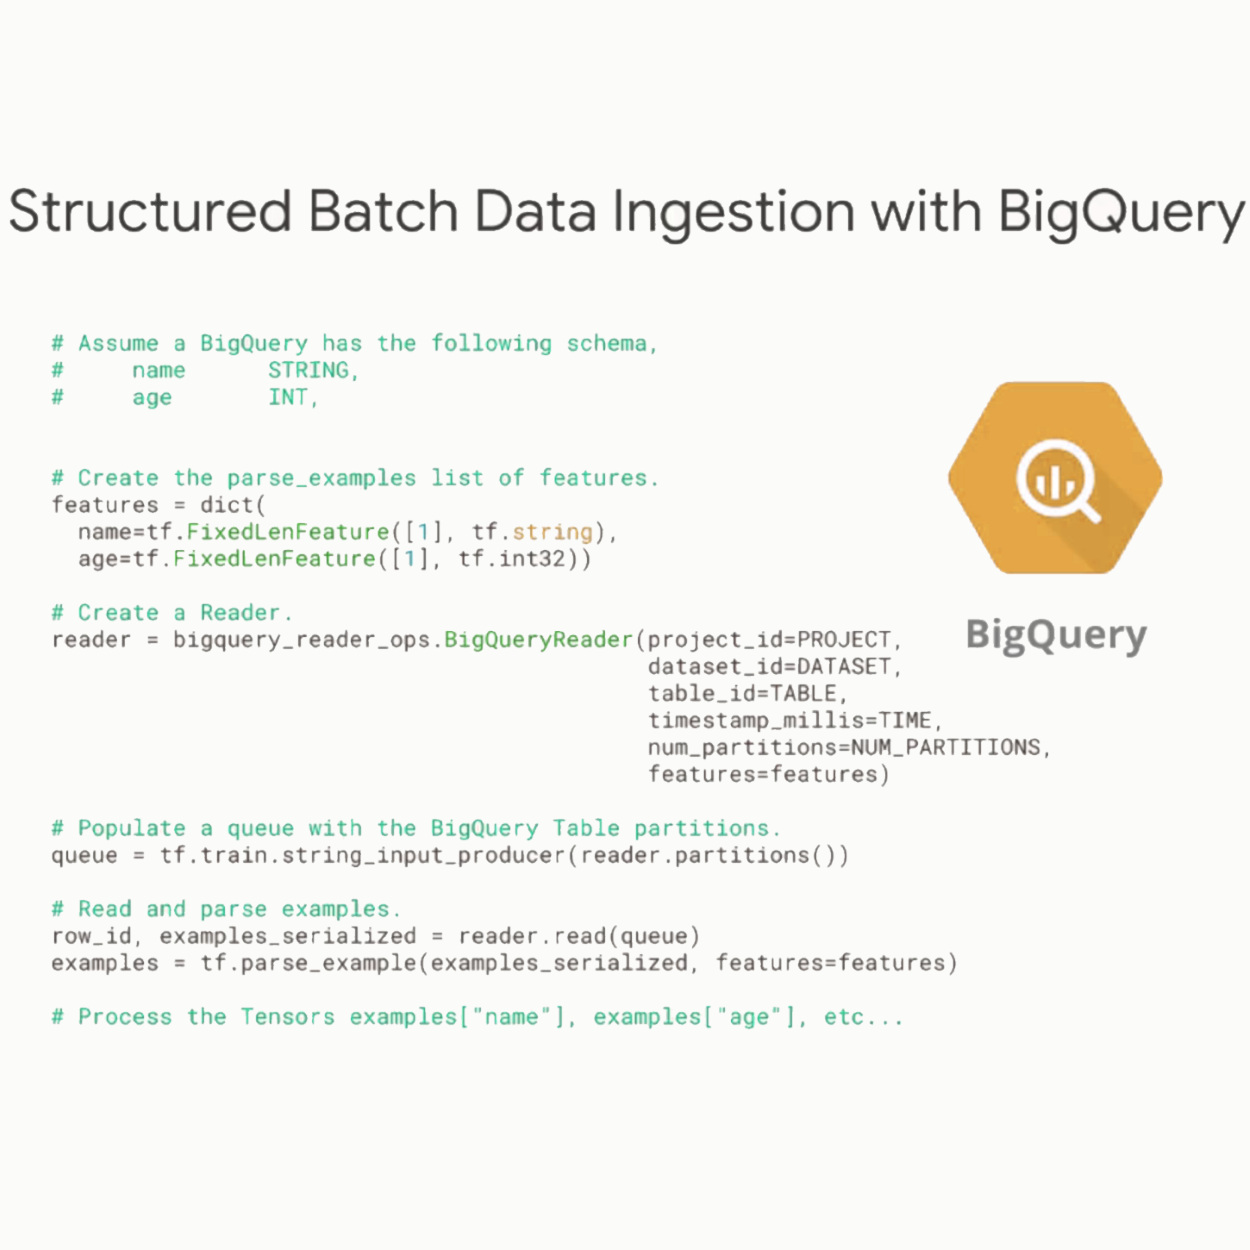 Structured Batch Data Ingestion with BigQuery
# Assume a BigQuery has the following schema,
#     name      STRING,
#     age       INT,
# Create the parse_examples list of features.
features = dict(
  name=tf.FixedLenFeature([1], tf.string),
  age=tf.FixedLenFeature([1], tf.int32))
# Create a Reader.
reader = bigquery_reader_ops.BigQueryReader(project_id=PROJECT,
                                            dataset_id=DATASET,
                                            table_id=TABLE,
                                            timestamp_millis=TIME,
                                            num_partitions=NUM_PARTITIONS,
                                            features=features)
# Populate a queue with the BigQuery Table partitions.
queue = tf.train.string_input_producer(reader.partitions())
# Read and parse examples.
row_id, examples_serialized = reader.read(queue)
examples = tf.parse_example(examples_serialized, features=features)
# Process the Tensors examples["name"], examples["age"], etc...
BigQuery